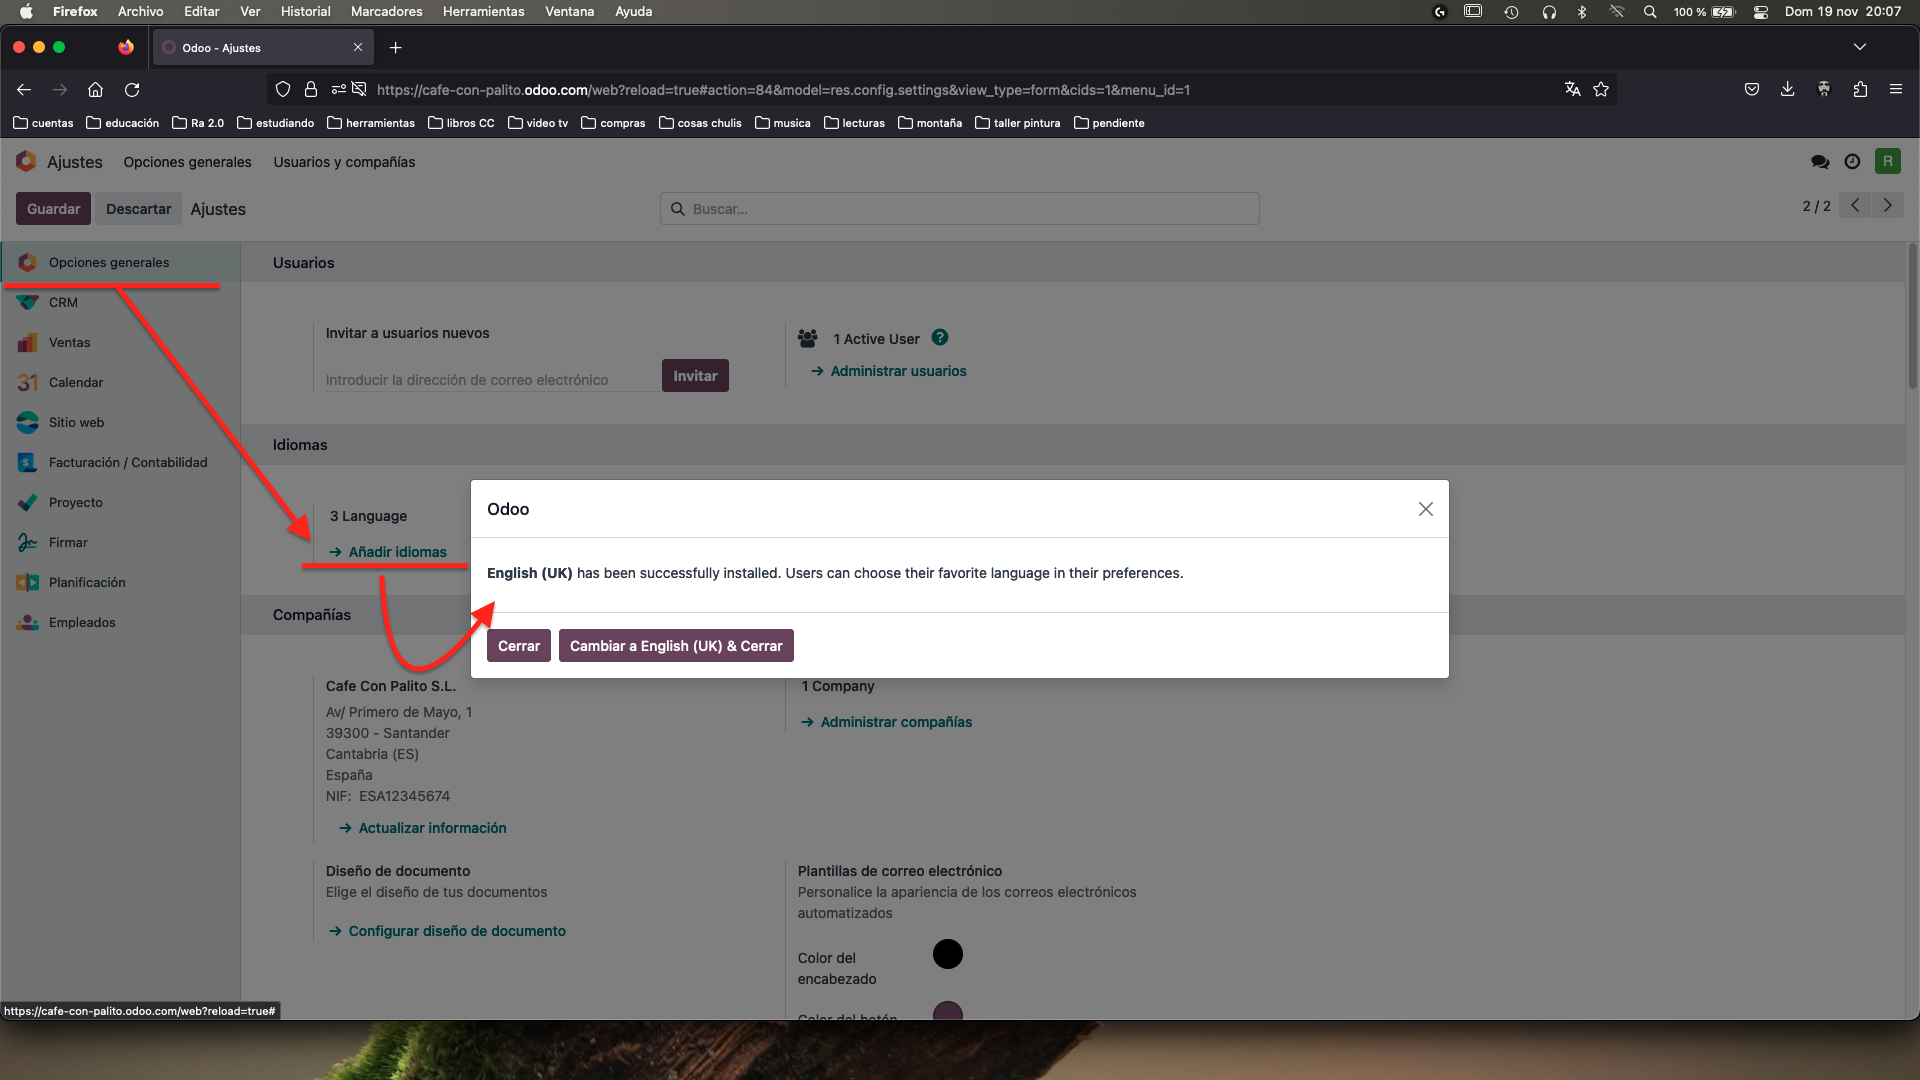 Firefox Archivo Editar Ver Historial Marcadores Herramientas Ventana Ayuda 100 % Dom 19 nov 20:07
Odoo - Ajustes
https://cafe-con-palito.odoo.com/web?reload=true#action=84&model=res.config.settings&view_type=form&cids=1&menu_id=1
cuentas educación Ra 2.0 estudiando herramientas libros CC video tv compras cosas chulis musica lecturas montaña taller pintura pendiente
Ajustes Opciones generales Usuarios y compañías R
Guardar Descartar Ajustes Buscar... 2 / 2
Opciones generales
CRM
Ventas
31 Calendar
Sitio web
Facturación / Contabilidad
Proyecto
Firmar
Planificación
Empleados
Usuarios
Invitar a usuarios nuevos
Introducir la dirección de correo electrónico Invitar
1 Active User ?
Administrar usuarios
Idiomas
3 Language
Añadir idiomas
Odoo
English (UK) has been successfully installed. Users can choose their favorite language in their preferences.
Cerrar Cambiar a English (UK) & Cerrar
Compañías
Cafe Con Palito S.L.
Av/ Primero de Mayo, 1
39300 - Santander
Cantabria (ES)
España
NIF: ESA12345674
Actualizar información
1 Company
Administrar compañías
Diseño de documento
Elige el diseño de tus documentos
Configurar diseño de documento
Plantillas de correo electrónico
Personalice la apariencia de los correos electrónicos
automatizados
Color del
encabezado
Color del botón
https://cafe-con-palito.odoo.com/web?reload=true#